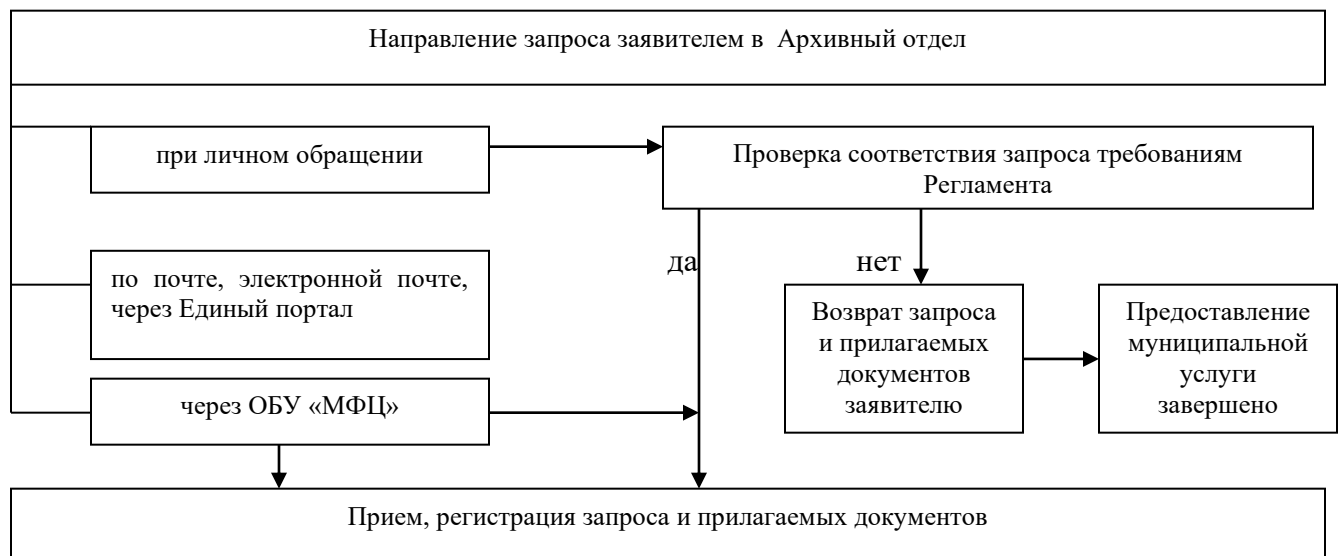 Направление запроса заявителем в Архивный отдел
при личном обращении
Проверка соответствия запроса требованиям
Регламента
да
нет
по почте, электронной почте,
через Единый портал
Возврат запроса
и прилагаемых
документов
заявителю
Предоставление
муниципальной
услуги
завершено
через ОБУ «МФЦ»
Прием, регистрация запроса и прилагаемых документов